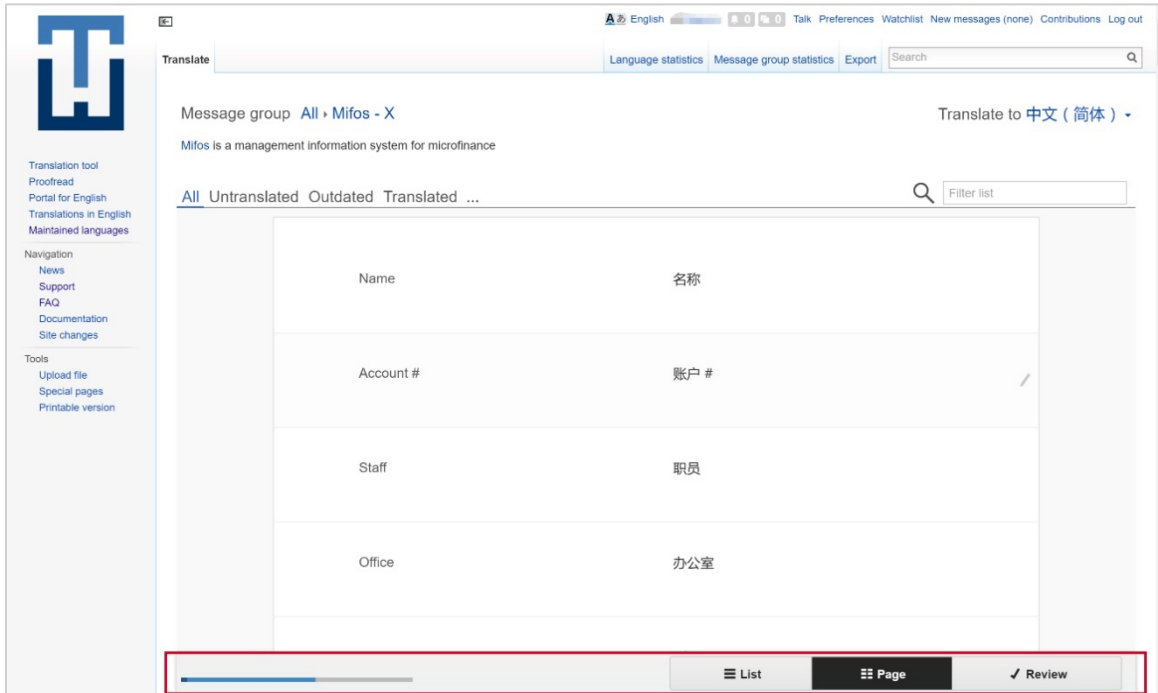 Aあ English 0 0 Talk Preferences Watchlist New messages (none) Contributions Log out
Translate Language statistics Message group statistics Export Search
Message group All › Mifos - X Translate to 中文（简体）
Mifos is a management information system for microfinance
Translation tool
Proofread
Portal for English
Translations in English
Maintained languages
Navigation
News
Support
FAQ
Documentation
Site changes
Tools
Upload file
Special pages
Printable version
All Untranslated Outdated Translated ... Filter list
Name 名称
Account # 账户 #
Staff 职员
Office 办公室
List Page Review